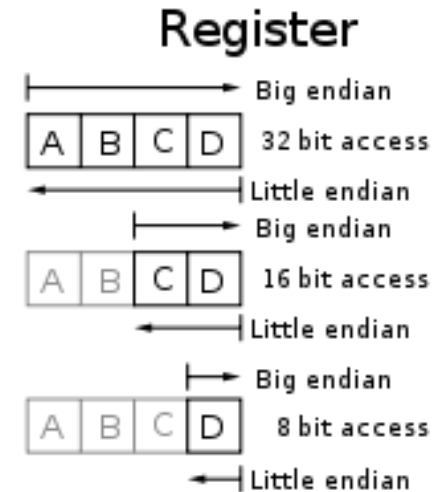 Register
Big endian
A B C D 32 bit access
Little endian
Big endian
A B C D 16 bit access
Little endian
Big endian
A B C D 8 bit access
Little endian